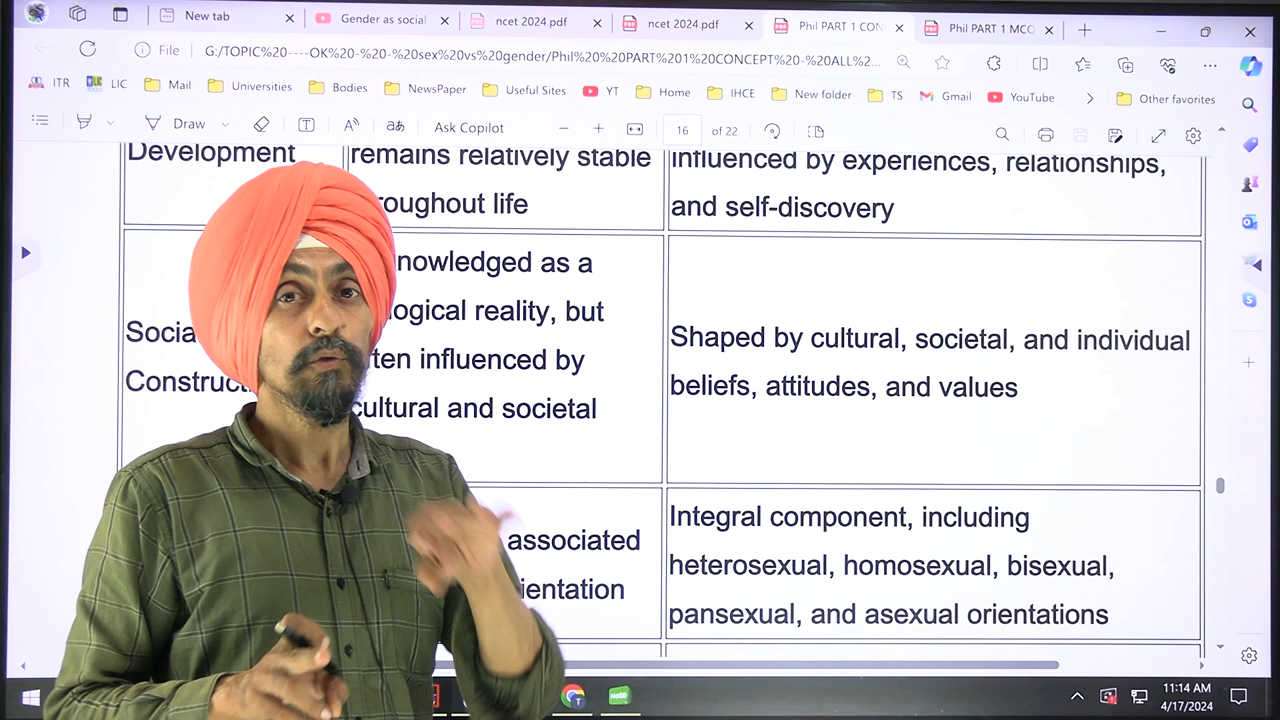 New tab
Gender as social
ncet 2024.pdf
ncet 2024.pdf
Phil PART 1 CON
Phil PART 1 MCQ
File
G:/TOPIC%20----OK%20-%20-%20sex%20vs%20gender/Phil%20%20PART%201%20CONCEPT%20-%20ALL%2...
ITR
LIC
Mail
Universities
Bodies
NewsPaper
Useful Sites
YT
Home
IHCE
New folder
TS
Gmail
YouTube
Other favorites
Draw
Ask Copilot
16
of 22
Development
remains relatively stable
roughout life
influenced by experiences, relationships,
and self-discovery
Socia
Construct
nowledged as a
logical reality, but
ten influenced by
cultural and societal
Shaped by cultural, societal, and individual
beliefs, attitudes, and values
associated
ientation
Integral component, including
heterosexual, homosexual, bisexual,
pansexual, and asexual orientations
Note
11:14 AM
4/17/2024